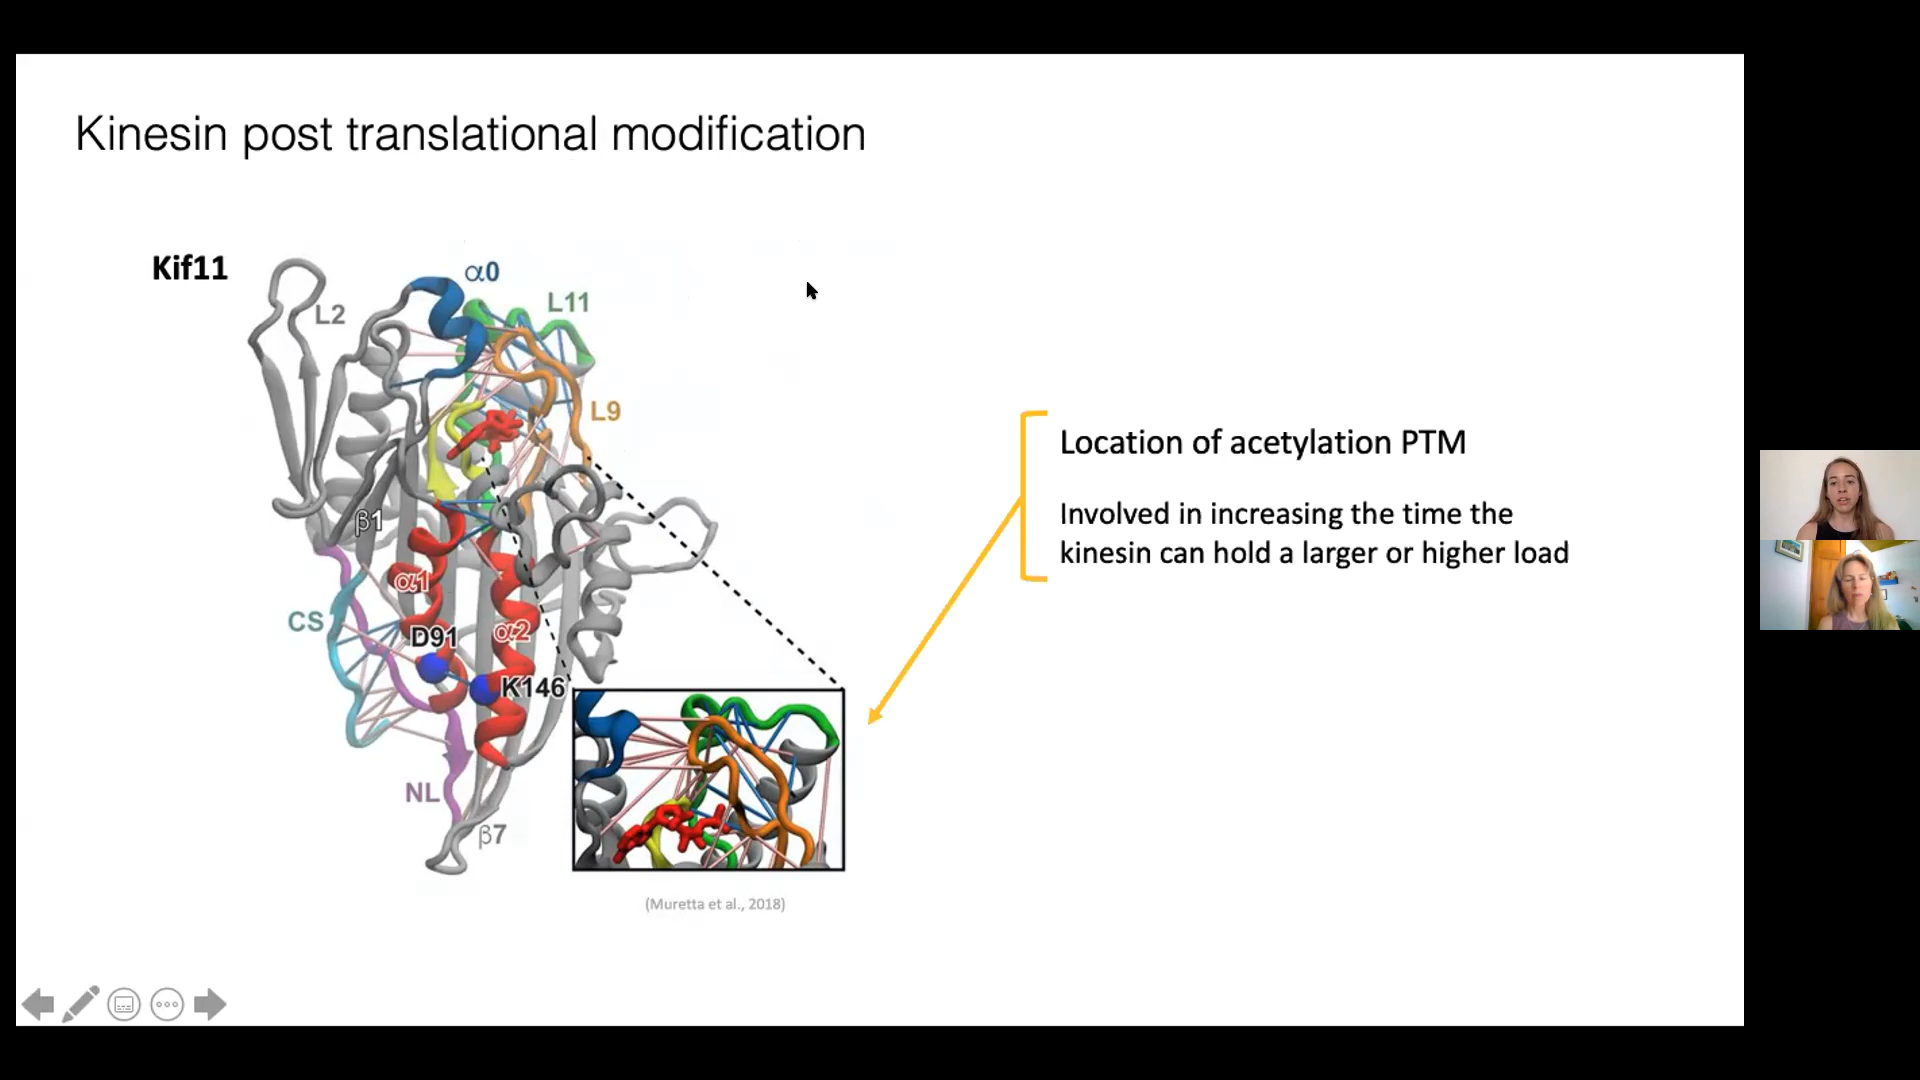 Kinesin post translational modification
Kif11
α0
L2
L11
L9
β1
α1
CS
D91
α2
K146
NL
β7
Location of acetylation PTM
Involved in increasing the time the
kinesin can hold a larger or higher load
(Muretta et al., 2018)